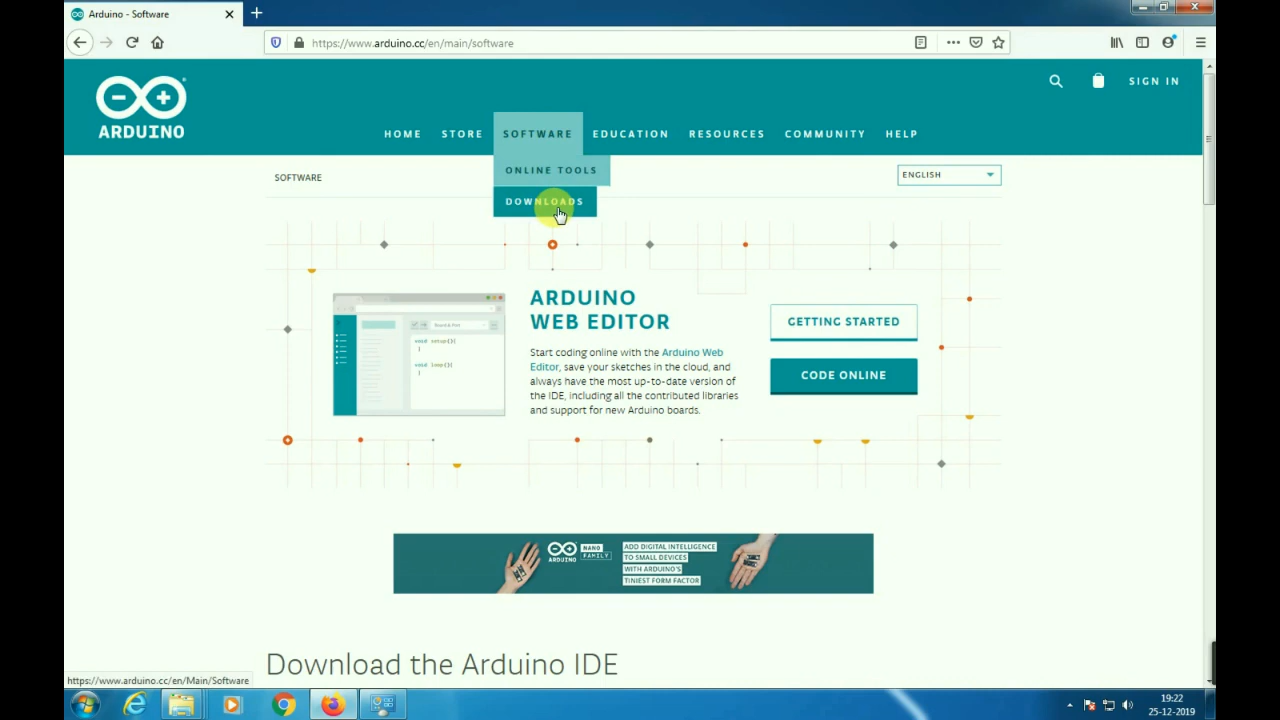 Arduino - Software
https://www.arduino.cc/en/main/software
ARDUINO
SIGN IN
HOME STORE SOFTWARE EDUCATION RESOURCES COMMUNITY HELP
ONLINE TOOLS
DOWNLOADS
SOFTWARE
ENGLISH
ARDUINO
WEB EDITOR
Start coding online with the Arduino Web
Editor, save your sketches in the cloud, and
always have the most up-to-date version of
the IDE, including all the contributed libraries
and support for new Arduino boards.
GETTING STARTED
CODE ONLINE
void setup(){
}
void loop(){
}
ARDUINO
NANO
FAMILY
ADD DIGITAL INTELLIGENCE
TO SMALL DEVICES
WITH ARDUINO'S
TINIEST FORM FACTOR
Download the Arduino IDE
https://www.arduino.cc/en/Main/Software
19:22
25-12-2019